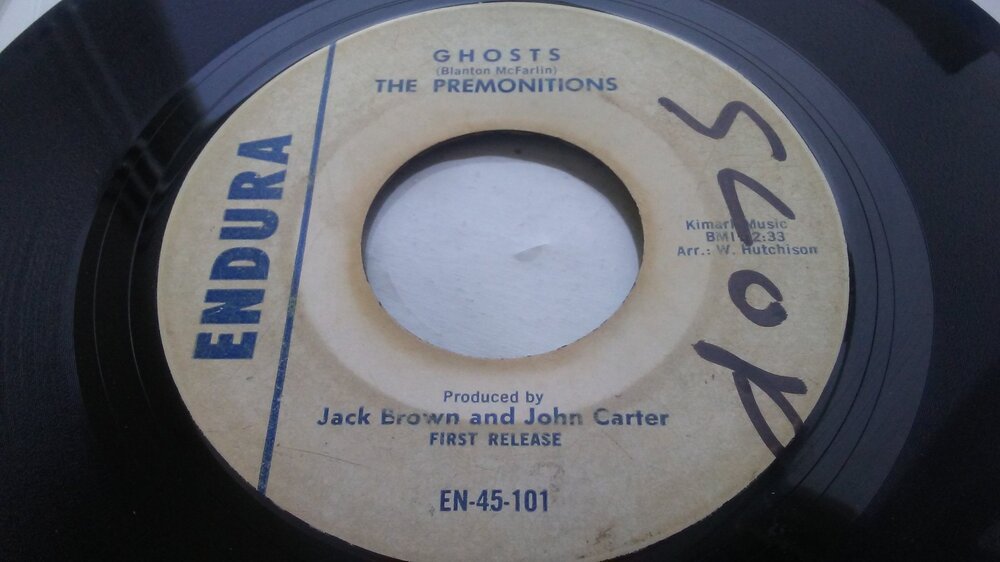 GHOSTS
(Blanton McFarlin)
THE PREMONITIONS
ENDURA
Kimark Music
BMI-2:33
Arr.: W. Hutchison
Produced by
Jack Brown and John Carter
FIRST RELEASE
EN-45-101